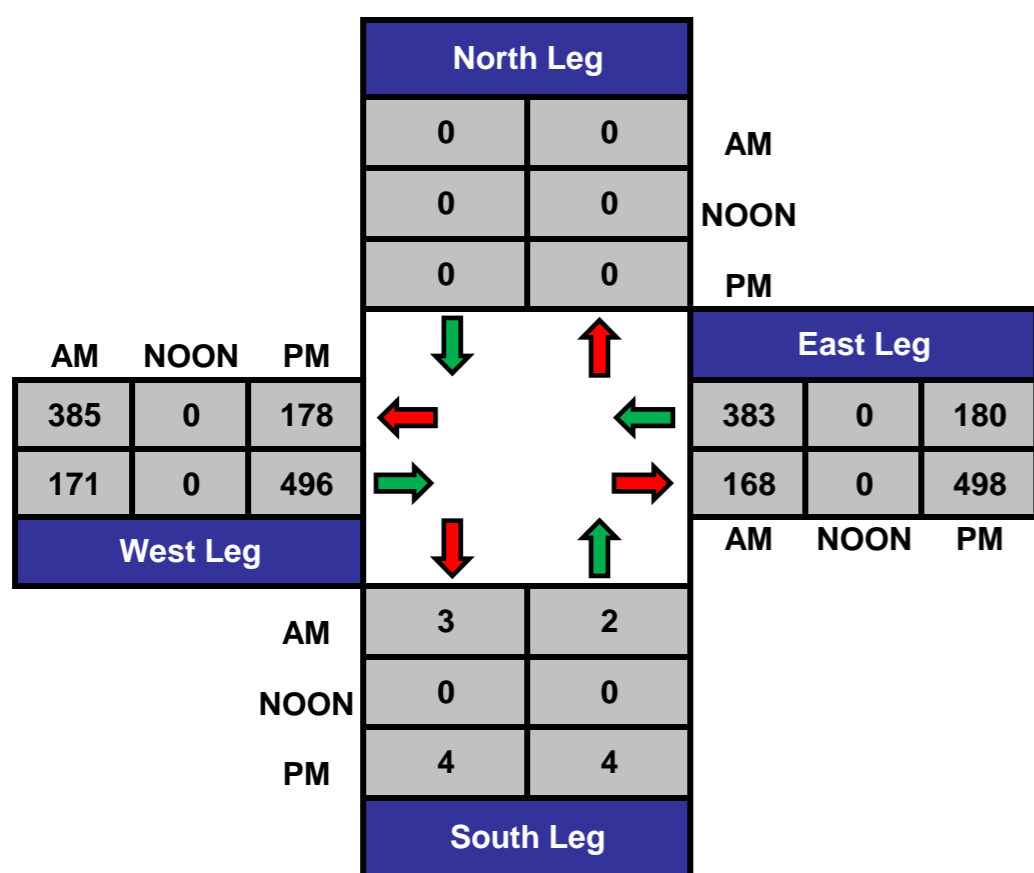 North Leg
0 0 AM
0 0 NOON
0 0 PM
East Leg
AM NOON PM
385 0 178
383 0 180
171 0 496
168 0 498
West Leg
AM NOON PM
AM 3 2
NOON 0 0
PM 4 4
South Leg